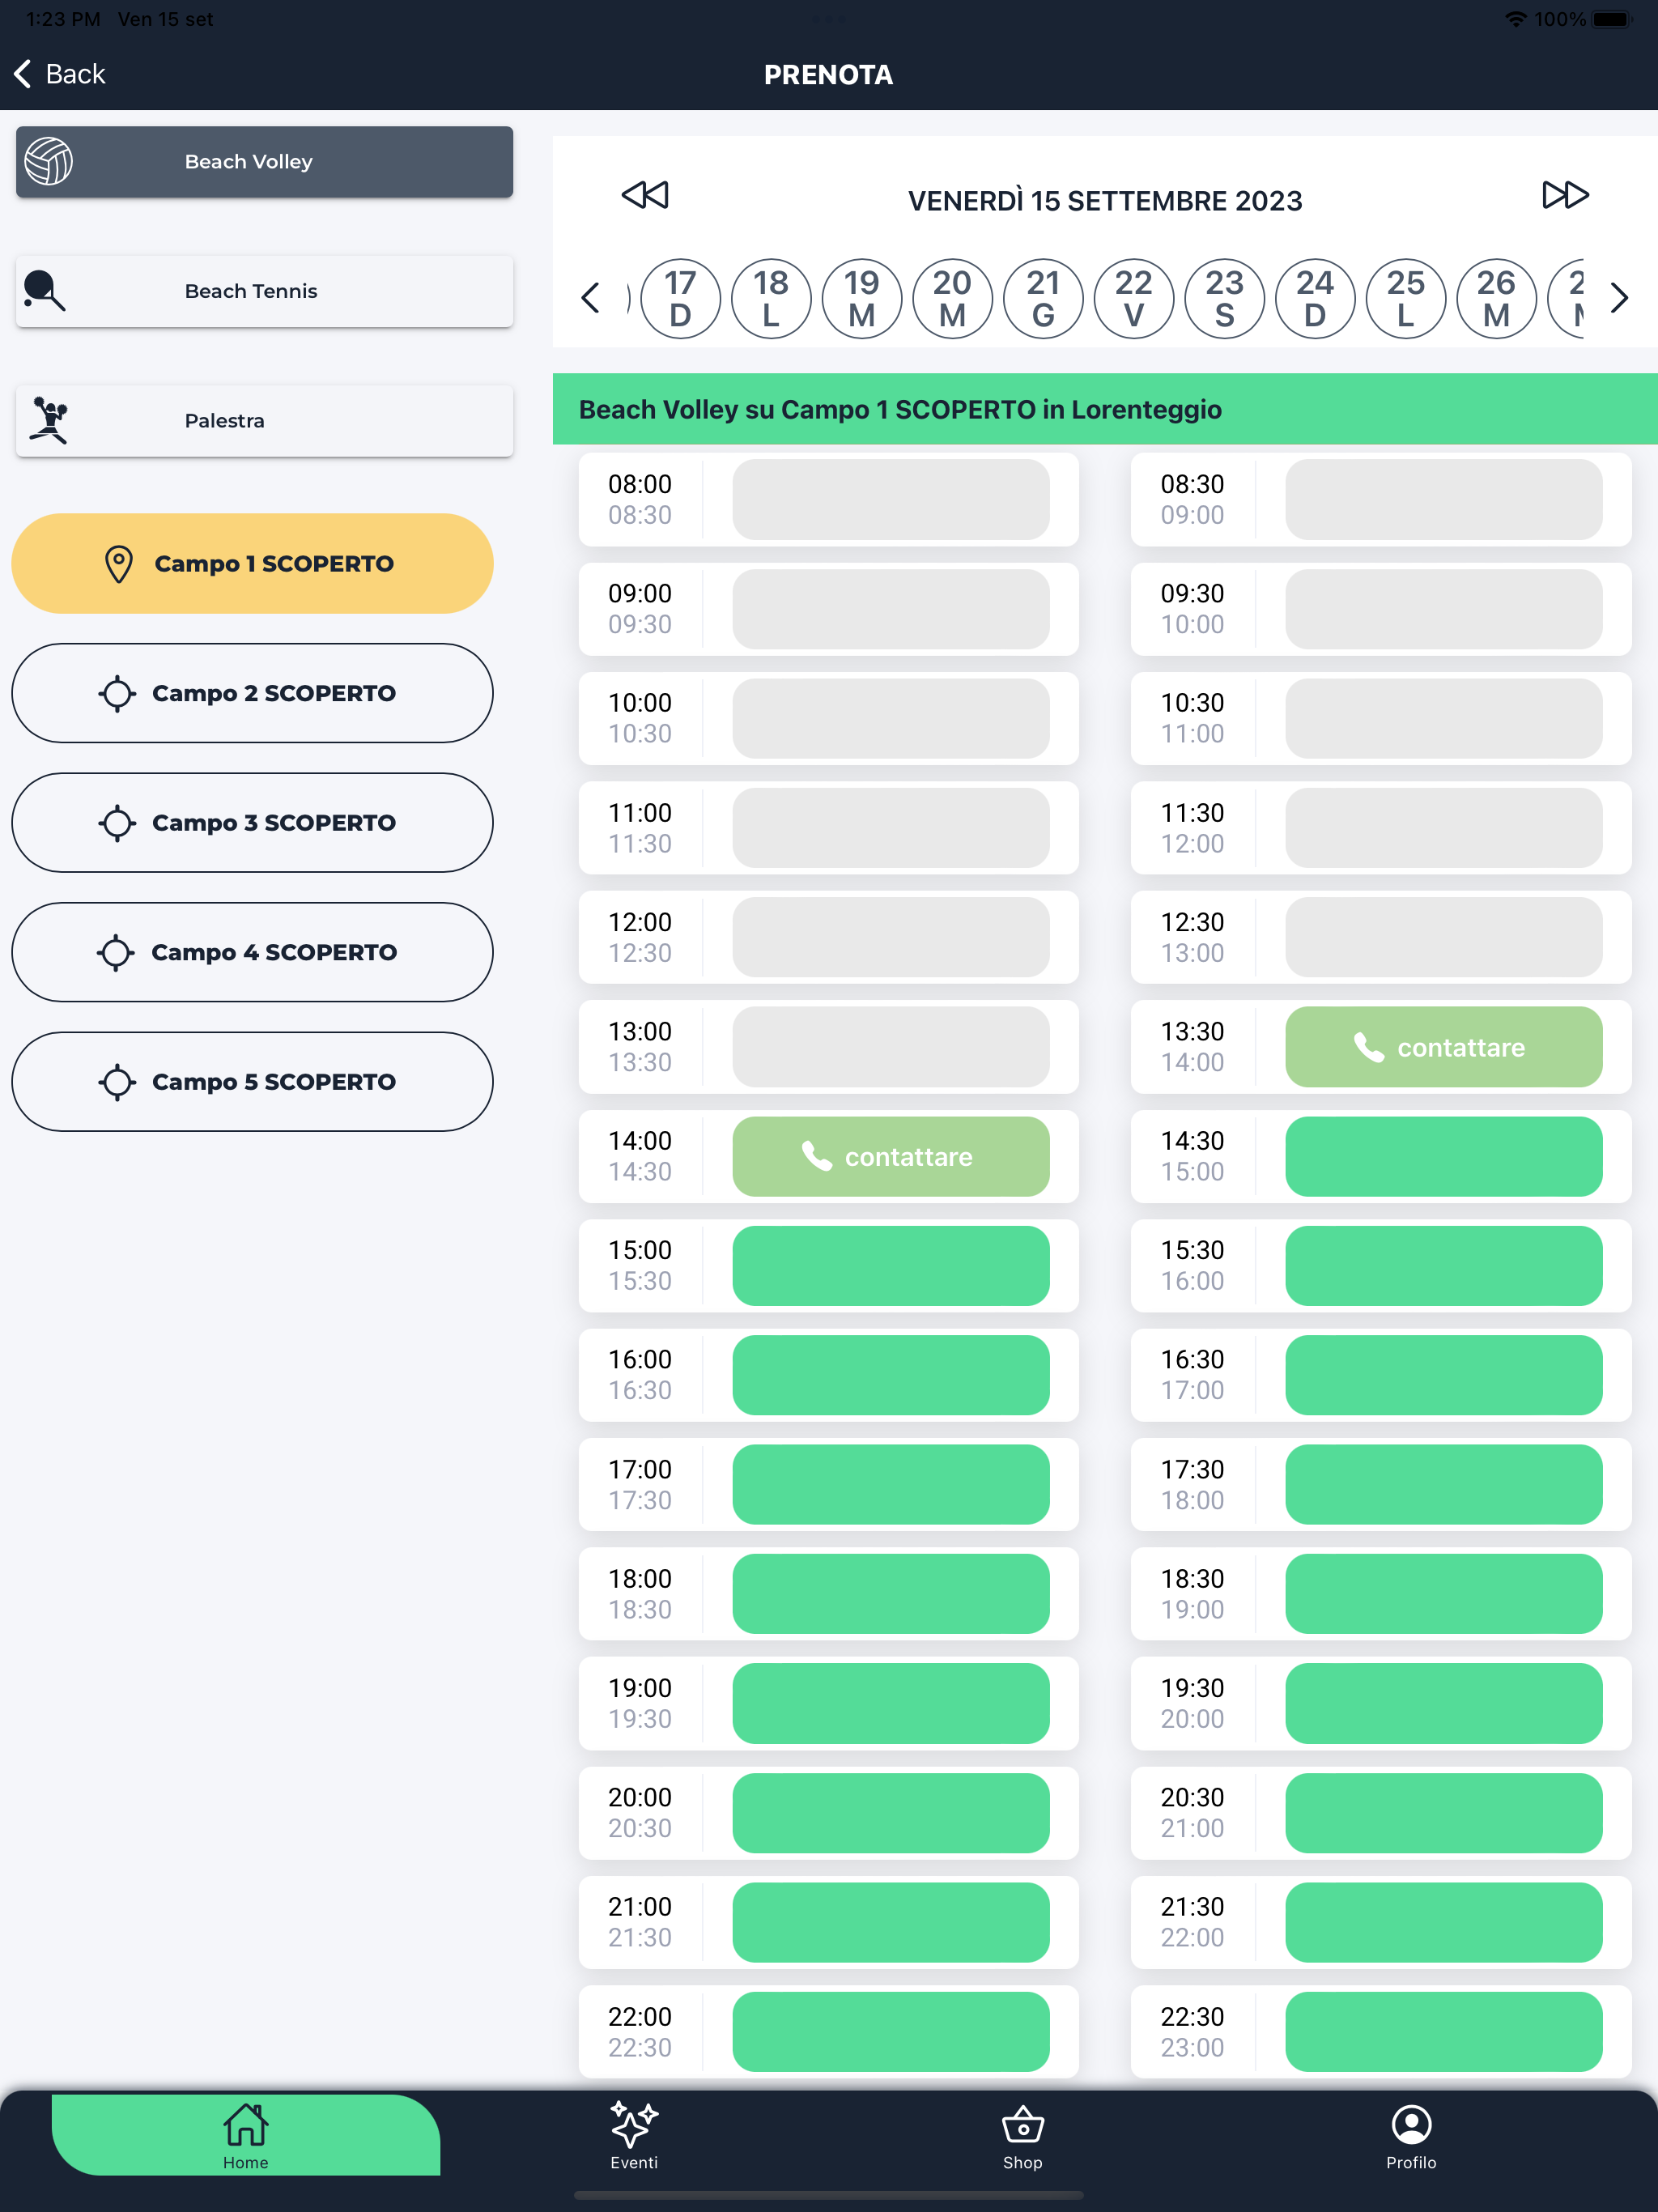 1:23 PM Ven 15 set
100%
Back
PRENOTA
Beach Volley
Beach Tennis
Palestra
Campo 1 SCOPERTO
Campo 2 SCOPERTO
Campo 3 SCOPERTO
Campo 4 SCOPERTO
Campo 5 SCOPERTO
VENERDÌ 15 SETTEMBRE 2023
17 18 19 20 21 22 23 24 25 26
D L M M G V S D L M
Beach Volley su Campo 1 SCOPERTO in Lorenteggio
08:00 08:30
08:30 09:00
09:00 09:30
09:30 10:00
10:00 10:30
10:30 11:00
11:00 11:30
11:30 12:00
12:00 12:30
12:30 13:00
13:00 13:30
13:30 contattare
14:00
14:00 contattare 14:30
14:30 15:00
15:00 15:30
15:30 16:00
16:00 16:30
16:30 17:00
17:00 17:30
17:30 18:00
18:00 18:30
18:30 19:00
19:00 19:30
19:30 20:00
20:00 20:30
20:30 21:00
21:00 21:30
21:30 22:00
22:00 22:30
22:30 23:00
Home
Eventi
Shop
Profilo